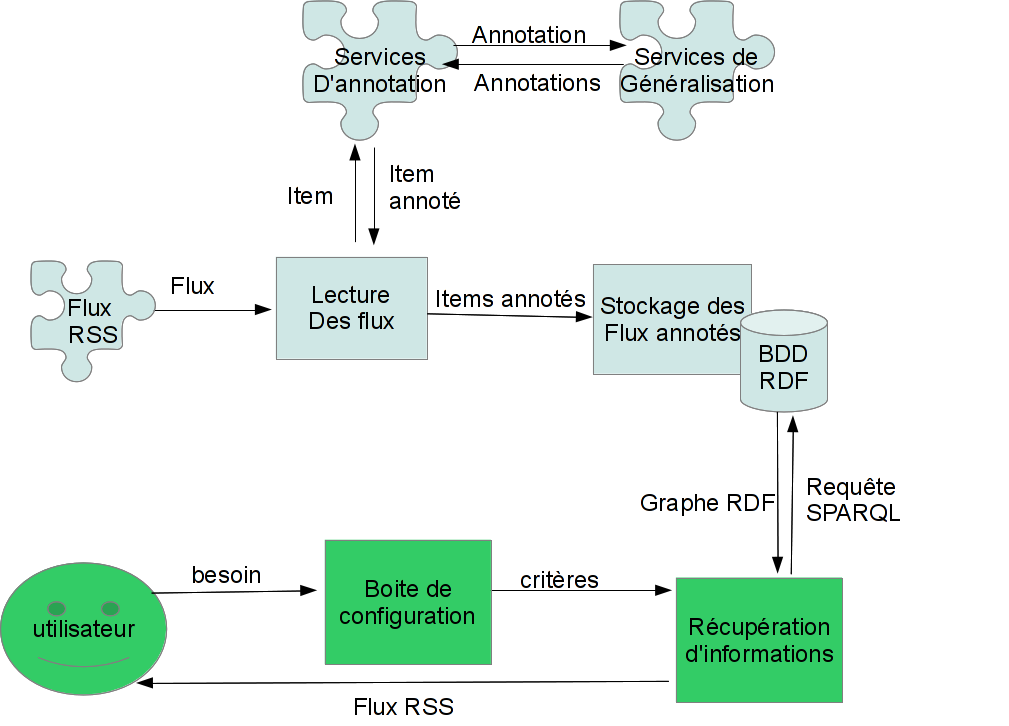 Annotation
Services
D'annotation
Services de
Généralisation
Annotations
Item
Item
annoté
Flux
Flux
RSS
Lecture
Des flux
Items annotés
Stockage des
Flux annotés
BDD
RDF
Graphe RDF
Requête
SPARQL
besoin
utilisateur
Boite de
configuration
critères
Récupération
d'informations
Flux RSS